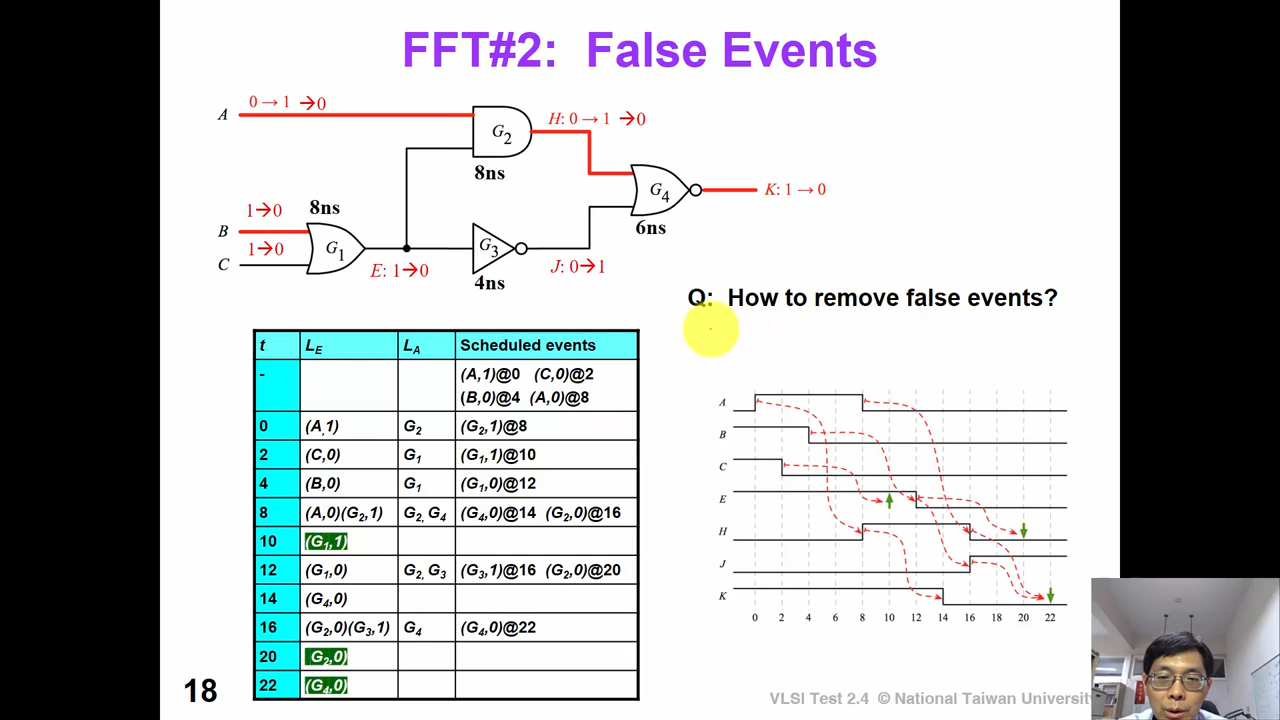 FFT#2: False Events
A
0 → 1 →0
G2
8ns
H: 0 → 1 →0
G4
6ns
K: 1 → 0
B
1→0
8ns
G1
C
1→0
E: 1→0
G3
4ns
J: 0→1
Q: How to remove false events?
t LE LA Scheduled events
- (A,1)@0 (C,0)@2
(B,0)@4 (A,0)@8
0 (A,1) G2 (G2,1)@8
2 (C,0) G1 (G1,1)@10
4 (B,0) G1 (G1,0)@12
8 (A,0)(G2,1) G2, G4 (G4,0)@14 (G2,0)@16
10 (G1,1)
12 (G1,0) G2, G3 (G3,1)@16 (G2,0)@20
14 (G4,0)
16 (G2,0)(G3,1) G4 (G4,0)@22
20 G2,0)
22 (G4,0)
A
B
C
E
H
J
K
0 2 4 6 8 10 12 14 16 18 20 22
18
VLSI Test 2.4 © National Taiwan University